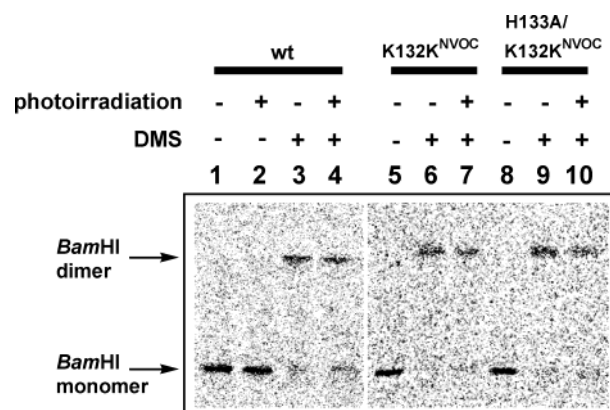 wt K132K^NVOC H133A/
K132K^NVOC
photoirradiation - + - + - - + - - +
DMS - - + + - + + - + +
1 2 3 4 5 6 7 8 9 10
BamHI
dimer
BamHI
monomer